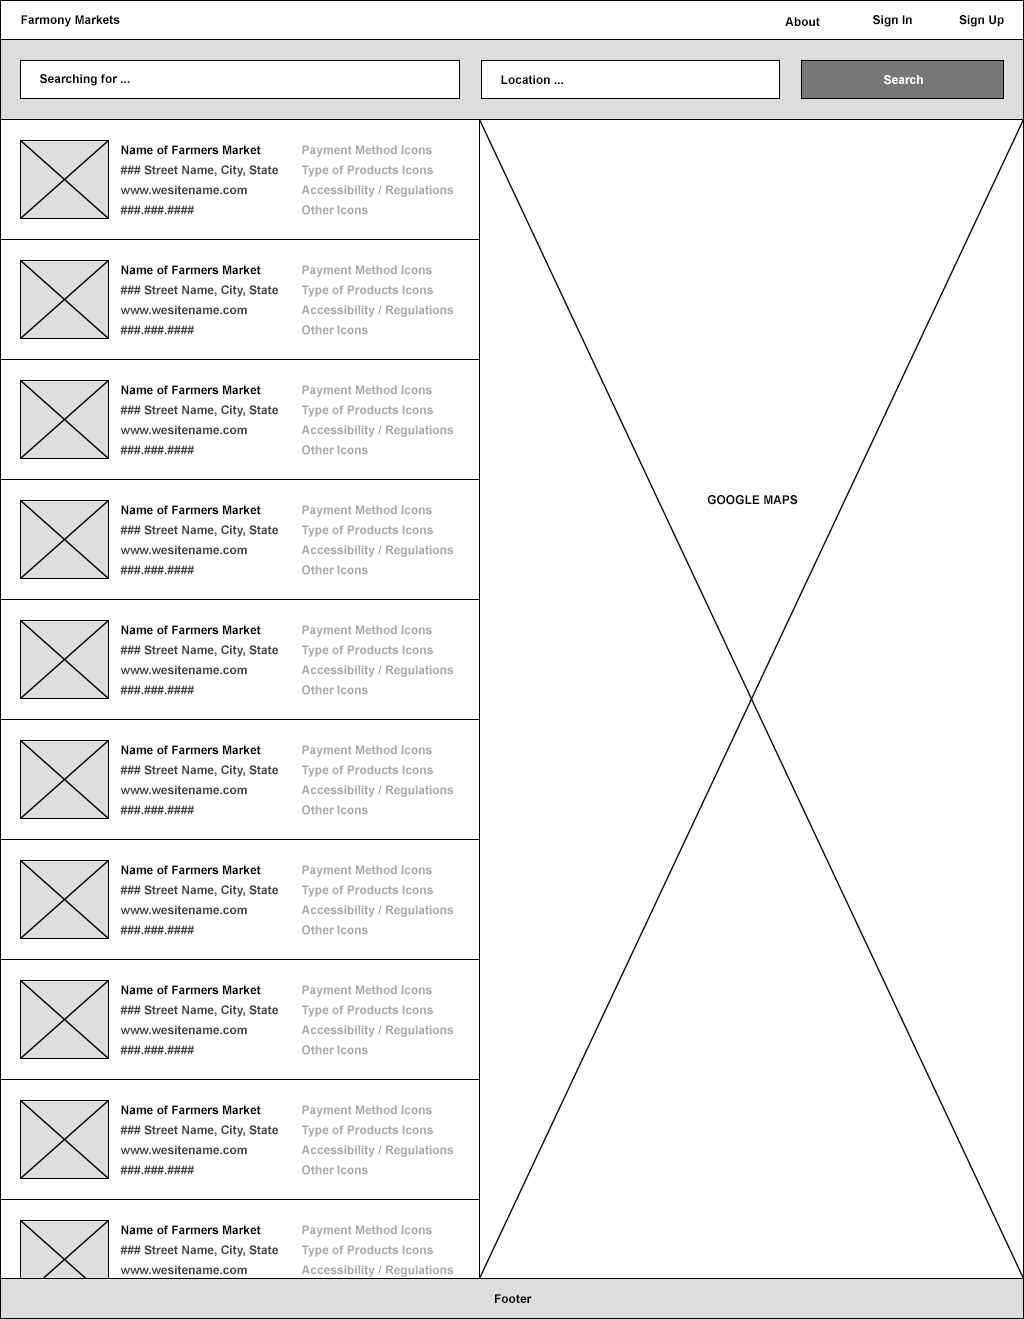 Farmony Markets
About
Sign In
Sign Up
Searching for ...
Location ...
Search
Name of Farmers Market
### Street Name, City, State
www.wesitename.com
###.###.####
Payment Method Icons
Type of Products Icons
Accessibility / Regulations
Other Icons
Name of Farmers Market
### Street Name, City, State
www.wesitename.com
###.###.####
Payment Method Icons
Type of Products Icons
Accessibility / Regulations
Other Icons
Name of Farmers Market
### Street Name, City, State
www.wesitename.com
###.###.####
Payment Method Icons
Type of Products Icons
Accessibility / Regulations
Other Icons
Name of Farmers Market
### Street Name, City, State
www.wesitename.com
###.###.####
Payment Method Icons
Type of Products Icons
Accessibility / Regulations
Other Icons
Name of Farmers Market
### Street Name, City, State
www.wesitename.com
###.###.####
Payment Method Icons
Type of Products Icons
Accessibility / Regulations
Other Icons
Name of Farmers Market
### Street Name, City, State
www.wesitename.com
###.###.####
Payment Method Icons
Type of Products Icons
Accessibility / Regulations
Other Icons
Name of Farmers Market
### Street Name, City, State
www.wesitename.com
###.###.####
Payment Method Icons
Type of Products Icons
Accessibility / Regulations
Other Icons
Name of Farmers Market
### Street Name, City, State
www.wesitename.com
###.###.####
Payment Method Icons
Type of Products Icons
Accessibility / Regulations
Other Icons
Name of Farmers Market
### Street Name, City, State
www.wesitename.com
###.###.####
Payment Method Icons
Type of Products Icons
Accessibility / Regulations
Other Icons
Name of Farmers Market
### Street Name, City, State
www.wesitename.com
Payment Method Icons
Type of Products Icons
Accessibility / Regulations
GOOGLE MAPS
Footer